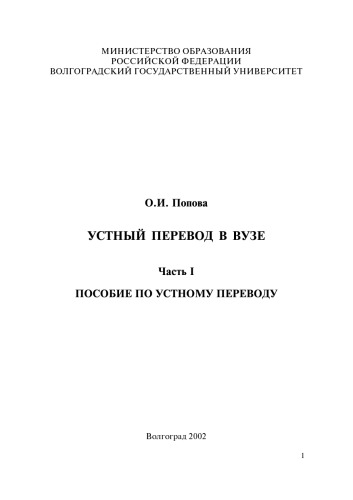 МИНИСТЕРСТВО ОБРАЗОВАНИЯ
РОССИЙСКОЙ ФЕДЕРАЦИИ
ВОЛГОГРАДСКИЙ ГОСУДАРСТВЕННЫЙ УНИВЕРСИТЕТ
О.И. Попова
УСТНЫЙ ПЕРЕВОД В ВУЗЕ
Часть I
ПОСОБИЕ ПО УСТНОМУ ПЕРЕВОДУ
Волгоград 2002
1